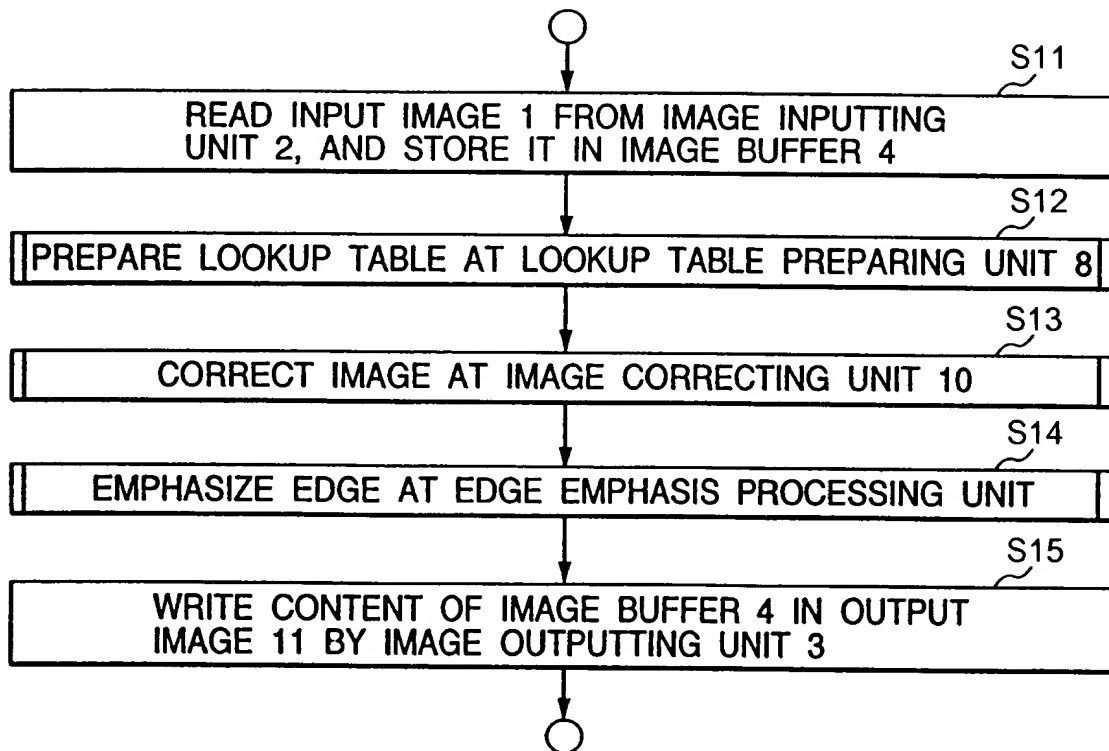 S11
READ INPUT IMAGE 1 FROM IMAGE INPUTTING
UNIT 2, AND STORE IT IN IMAGE BUFFER 4
S12
PREPARE LOOKUP TABLE AT LOOKUP TABLE PREPARING UNIT 8
S13
CORRECT IMAGE AT IMAGE CORRECTING UNIT 10
S14
EMPHASIZE EDGE AT EDGE EMPHASIS PROCESSING UNIT
S15
WRITE CONTENT OF IMAGE BUFFER 4 IN OUTPUT
IMAGE 11 BY IMAGE OUTPUTTING UNIT 3